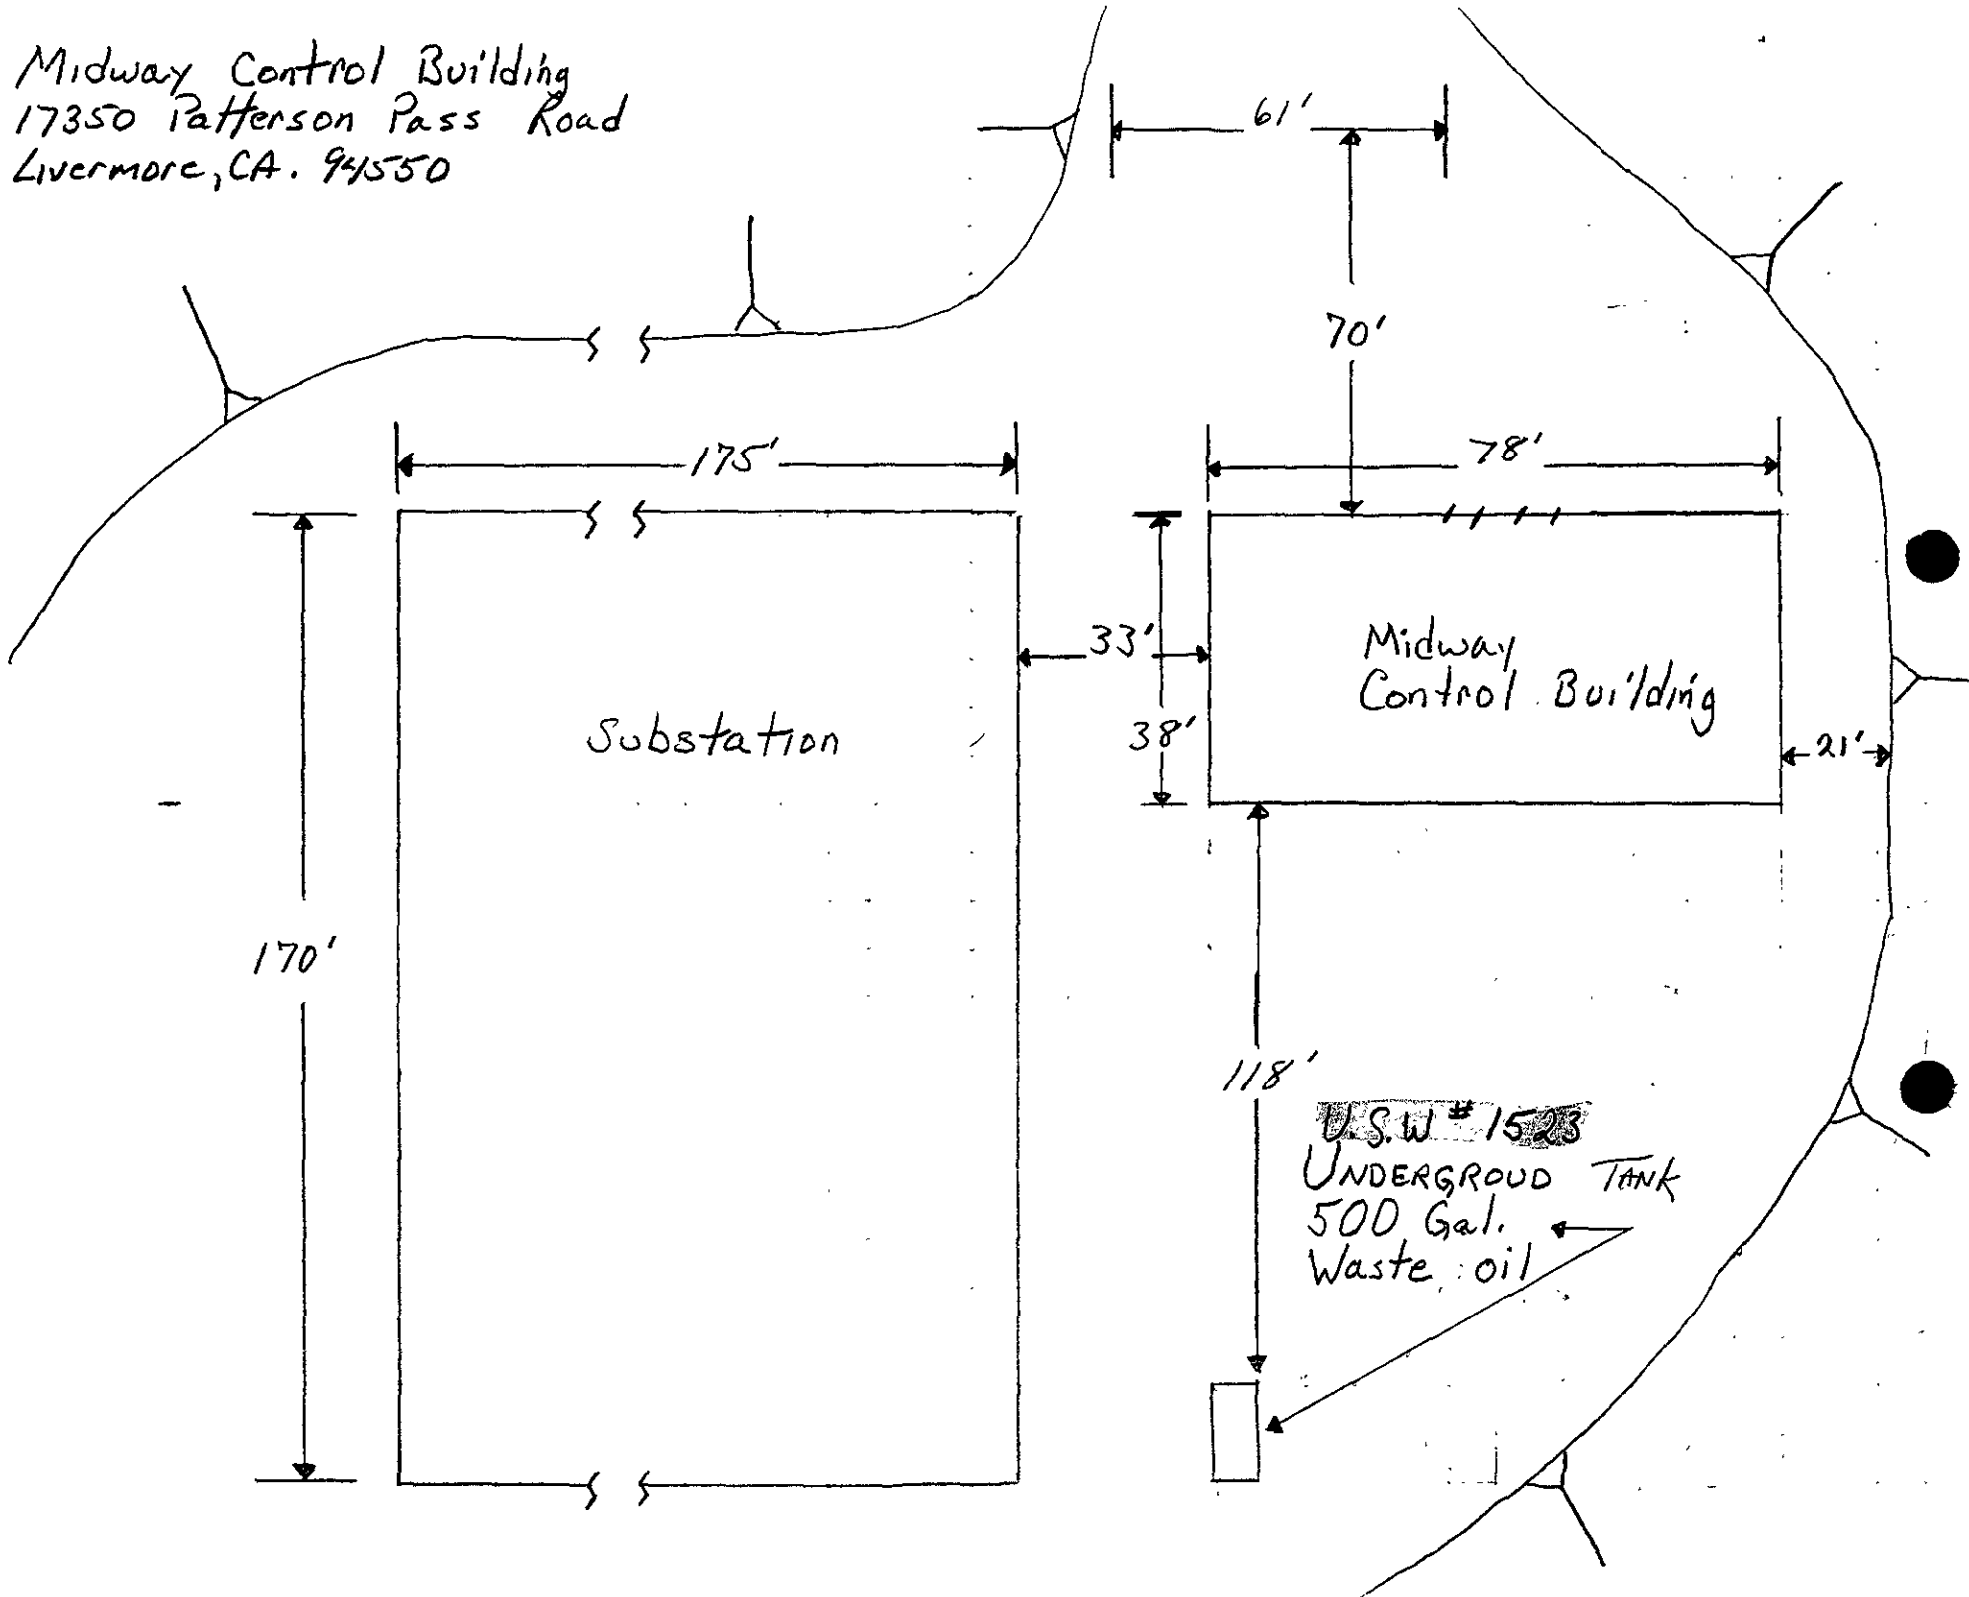 Midway Control Building
17350 Patterson Pass Road
Livermore, CA. 94550
61'
70'
175'
78'
33'
Midway
Control Building
38'
21'
Substation
170'
118'
U.S.W # 1523
UNDERGROUD TANK
500 Gal.
Waste oil